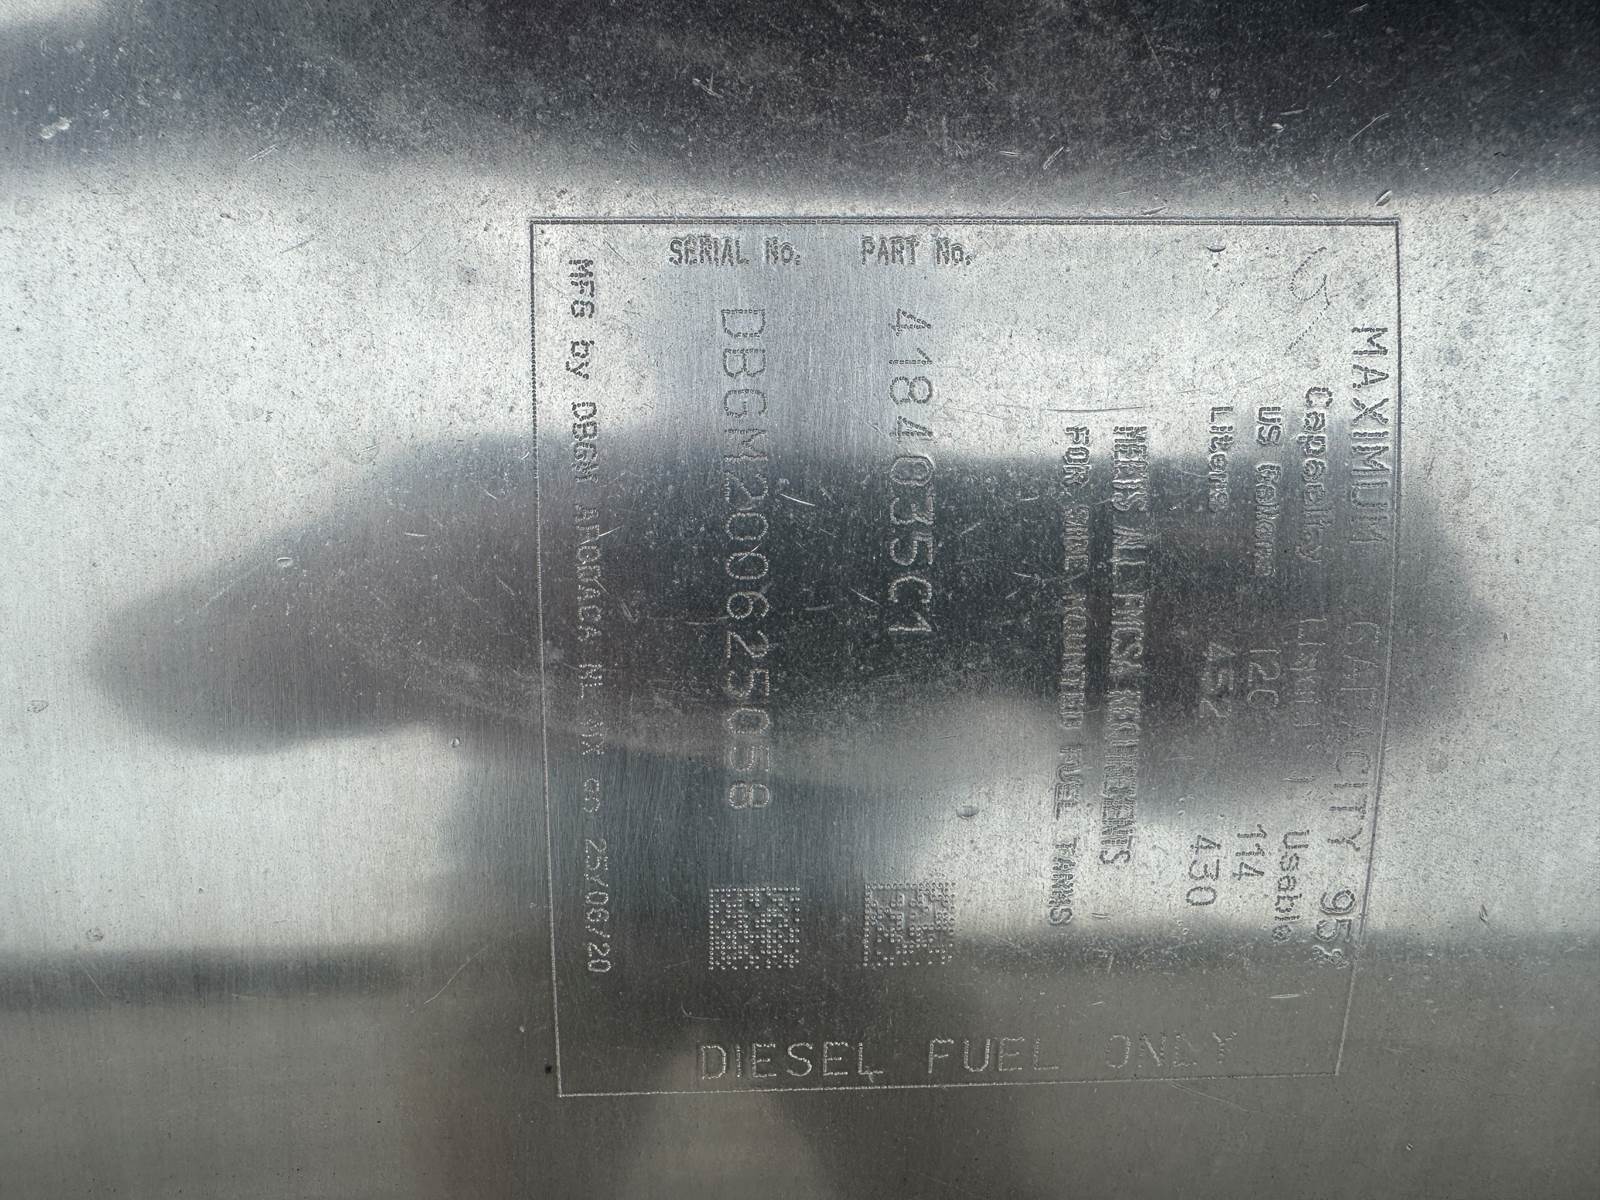 MAXIMUM CAPACITY 95%
Capacity Liquid Usable
US Gallons 120 114
Liters 452 430
MEETS ALL FMCSA REQUIREMENTS
FOR SIDE MOUNTED FUEL TANKS
PART No. 4184035C1
SERIAL No. DBGM200625058
MFG by DBGM APODACA NL MX on 25/06/20
DIESEL FUEL ONLY